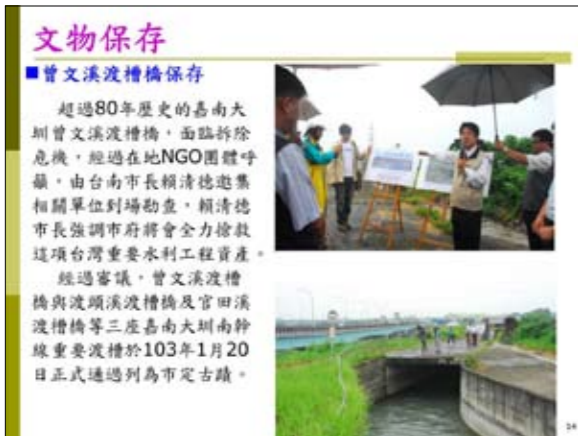 文物保存
■曾文溪渡槽橋保存
超過80年歷史的嘉南大
圳曾文溪渡槽橋，面臨拆除
危機，經過在地NGO團體呼
籲，由台南市長賴清德邀集
相關單位到場勘查，賴清德
市長強調市府將會全力搶救
這項台灣重要水利工程資產。
經過審議，曾文溪渡槽
橋與渡頭溪渡槽橋及官田溪
渡槽橋等三座嘉南大圳南幹
線重要渡槽於103年1月20
日正式通過列為市定古蹟。
14